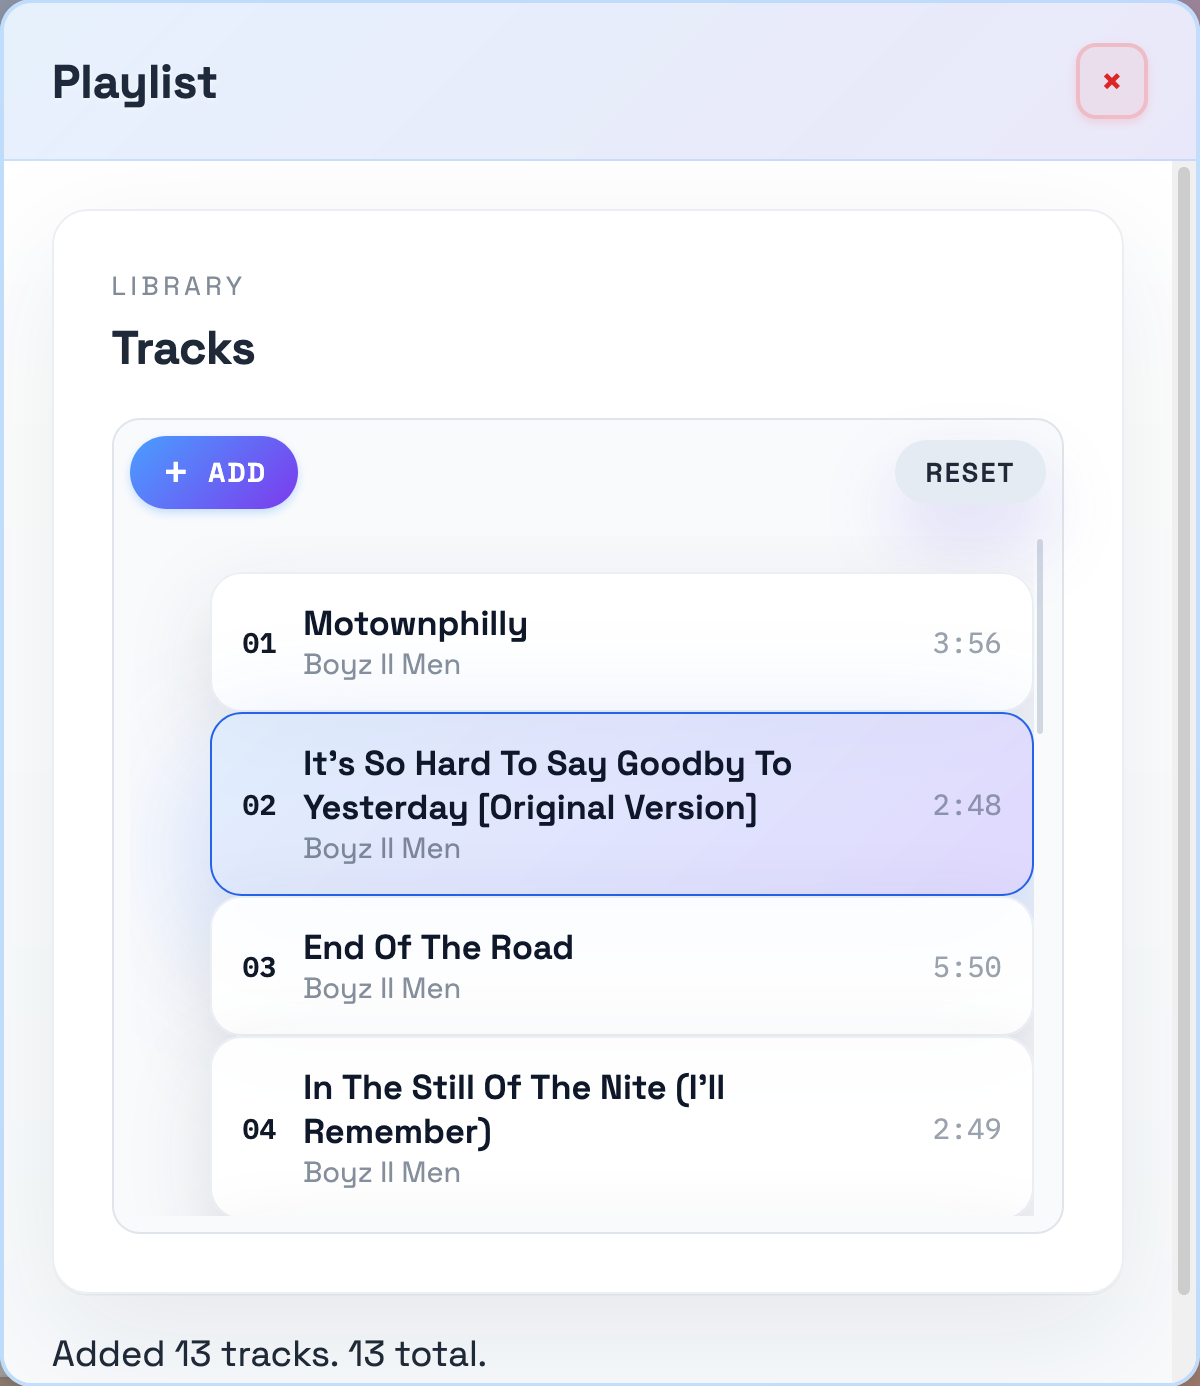 Playlist
×
LIBRARY
Tracks
+ ADD
RESET
01
Motownphilly
Boyz II Men
3:56
02
It's So Hard To Say Goodby To
Yesterday [Original Version]
Boyz II Men
2:48
03
End Of The Road
Boyz II Men
5:50
04
In The Still Of The Nite (I'll
Remember)
Boyz II Men
2:49
Added 13 tracks. 13 total.